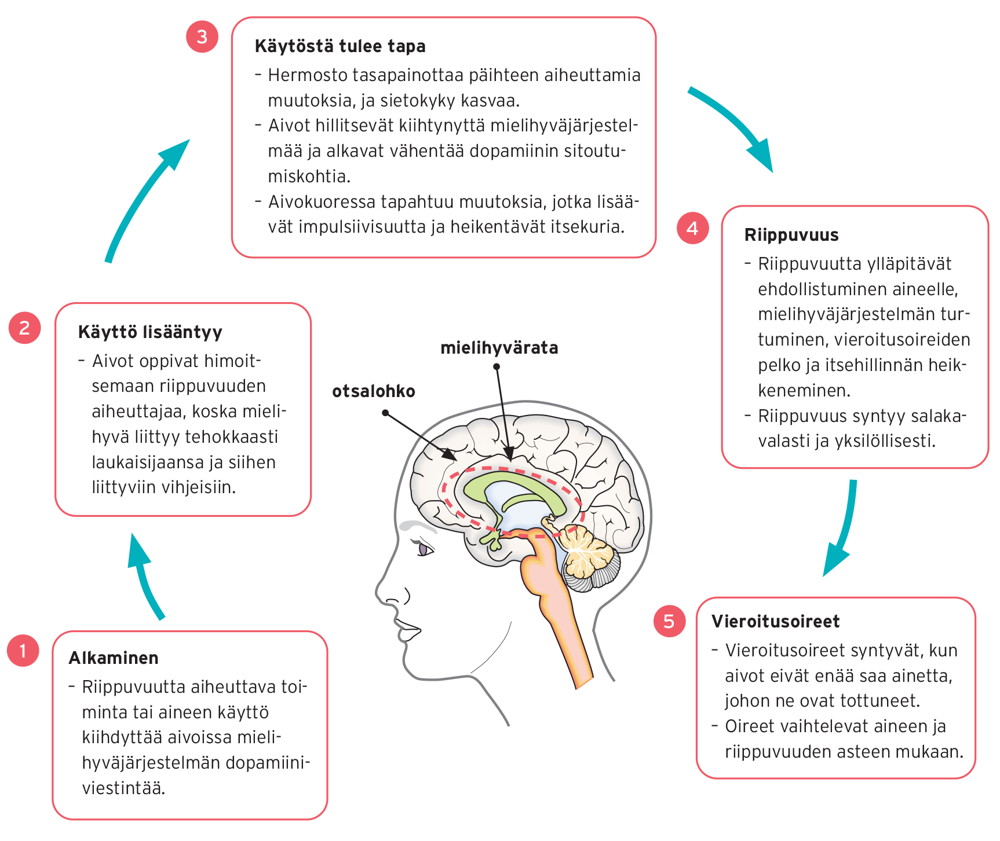 3
Käytöstä tulee tapa
– Hermosto tasapainottaa päihteen aiheuttamia
muutoksia, ja sietokyky kasvaa.
– Aivot hillitsevät kiihtynyttä mielihyväjärjestel-
mää ja alkavat vähentää dopamiinin sitoutu-
miskohtia.
– Aivokuoressa tapahtuu muutoksia, jotka lisää-
vät impulsiivisuutta ja heikentävät itsekuria.
4
Riippuvuus
– Riippuvuutta ylläpitävät
ehdollistuminen aineelle,
mielihyväjärjestelmän tur-
tuminen, vieroitusoireiden
pelko ja itsehillinnän heik-
keneminen.
– Riippuvuus syntyy salaka-
valasti ja yksilöllisesti.
2
Käyttö lisääntyy
– Aivot oppivat himoit-
semaan riippuvuuden
aiheuttajaa, koska mieli-
hyvä liittyy tehokkaasti
laukaisijaansa ja siihen
liittyviin vihjeisiin.
mielihyvärata
otsalohko
5
Vieroitusoireet
– Vieroitusoireet syntyvät, kun
aivot eivät enää saa ainetta,
johon ne ovat tottuneet.
– Oireet vaihtelevat aineen ja
riippuvuuden asteen mukaan.
1
Alkaminen
– Riippuvuutta aiheuttava toi-
minta tai aineen käyttö
kiihdyttää aivoissa mieli-
hyväjärjestelmän dopamiini-
viestintää.